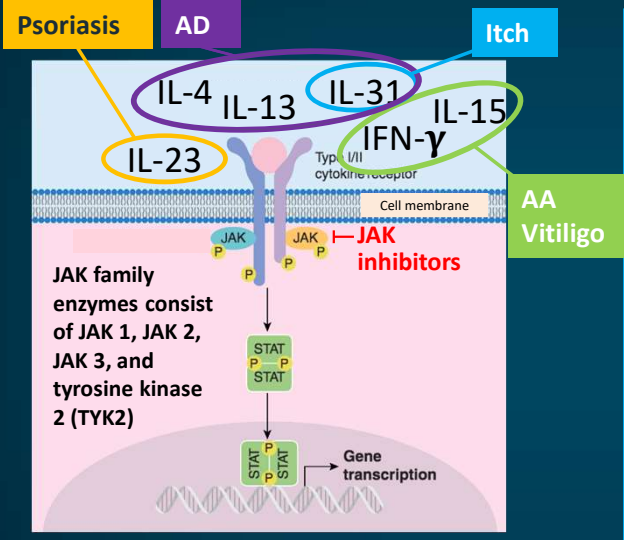 Psoriasis
AD
Itch
IL-4
IL-13
IL-31
IL-15
IFN-γ
IL-23
Type I/II
cytokine receptor
Cell membrane
AA
Vitiligo
JAK
JAK
P
P
P
P
JAK
inhibitors
JAK family
enzymes consist
of JAK 1, JAK 2,
JAK 3, and
tyrosine kinase
2 (TYK2)
STAT
P P
STAT
STAT
P
P
STAT
Gene
transcription